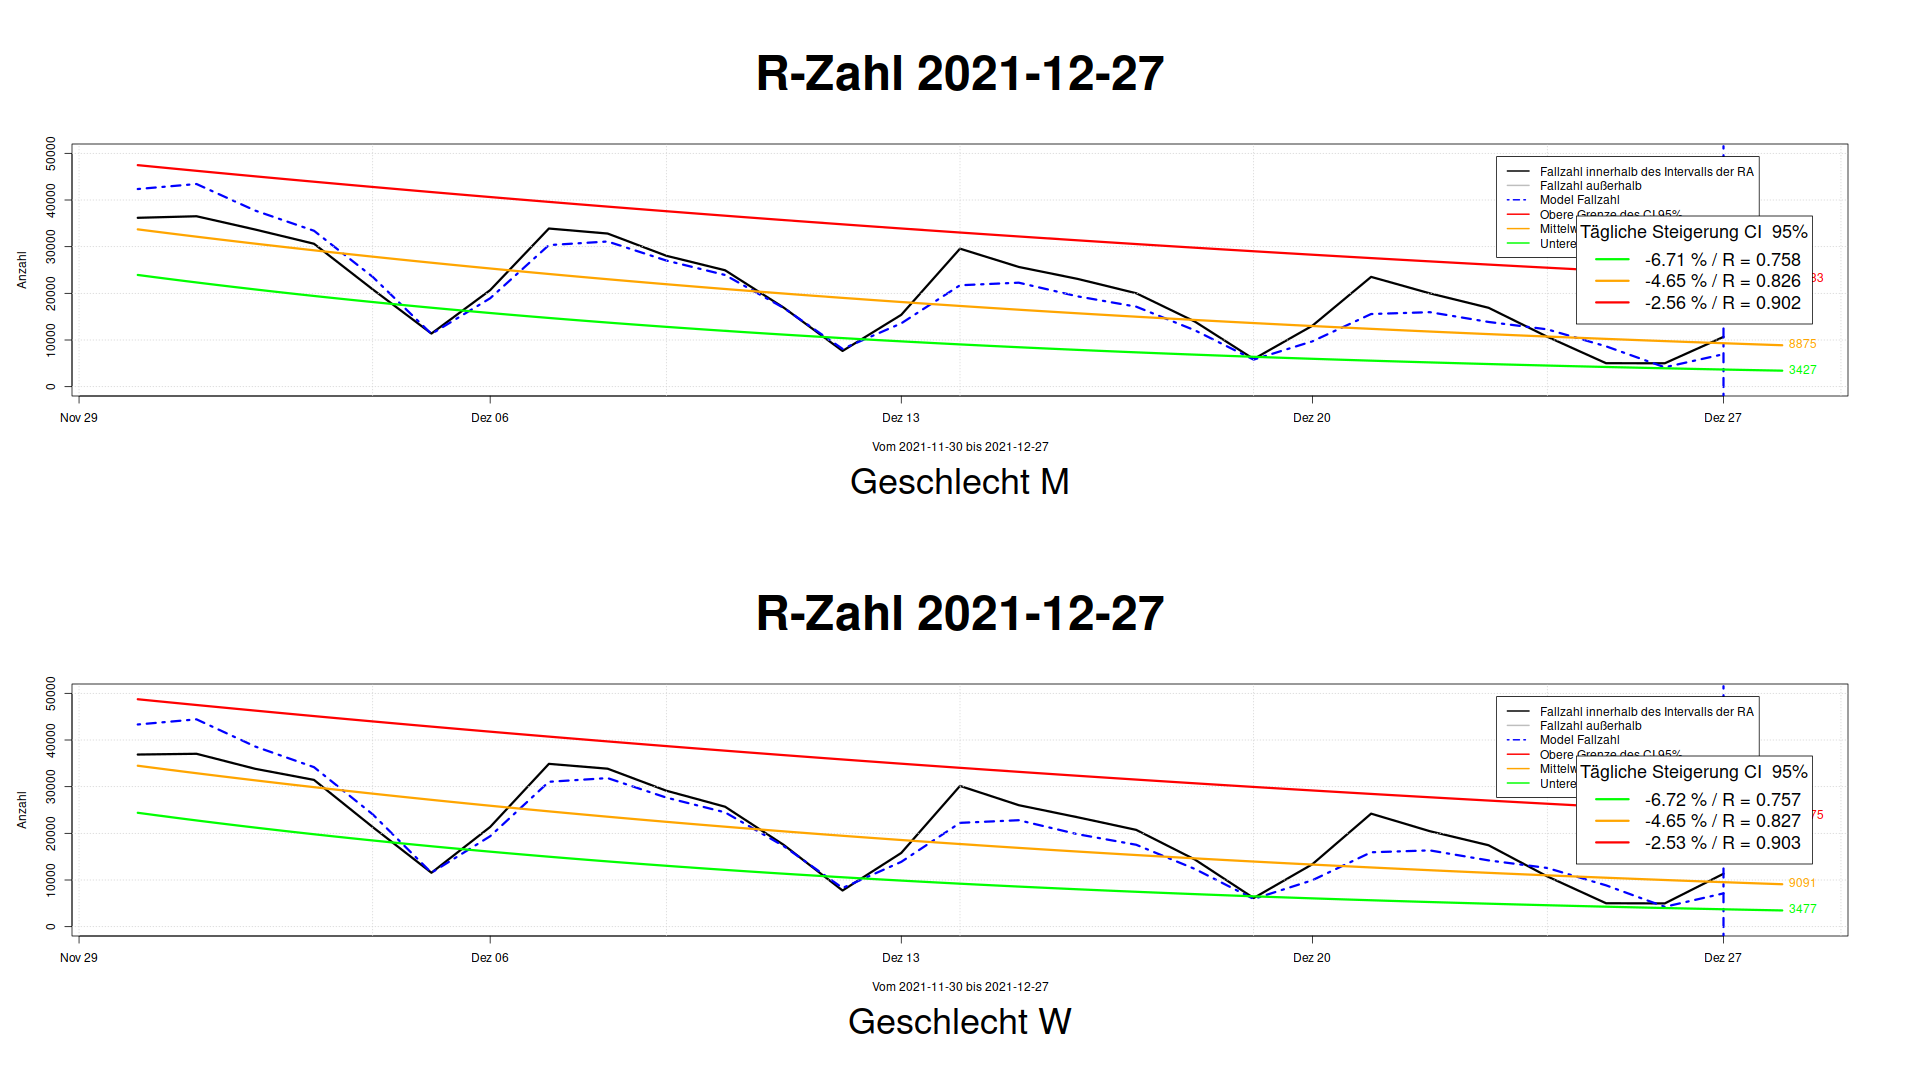 R-Zahl 2021-12-27
50000
40000
30000
20000
10000
0
Anzahl
Fallzahl innerhalb des Intervalls der RA
Fallzahl außerhalb
Model Fallzahl
Obere Grenze des CI 95%
Tägliche Steigerung CI 95%
-6.71 % / R = 0.758
-4.65 % / R = 0.826
-2.56 % / R = 0.902
8875
3427
Nov 29 Dez 06 Dez 13 Dez 20 Dez 27
Vom 2021-11-30 bis 2021-12-27
Geschlecht M
R-Zahl 2021-12-27
50000
40000
30000
20000
10000
0
Anzahl
Fallzahl innerhalb des Intervalls der RA
Fallzahl außerhalb
Model Fallzahl
Obere Grenze des CI 95%
Tägliche Steigerung CI 95%
-6.72 % / R = 0.757
-4.65 % / R = 0.827
-2.53 % / R = 0.903
9091
3477
Nov 29 Dez 06 Dez 13 Dez 20 Dez 27
Vom 2021-11-30 bis 2021-12-27
Geschlecht W